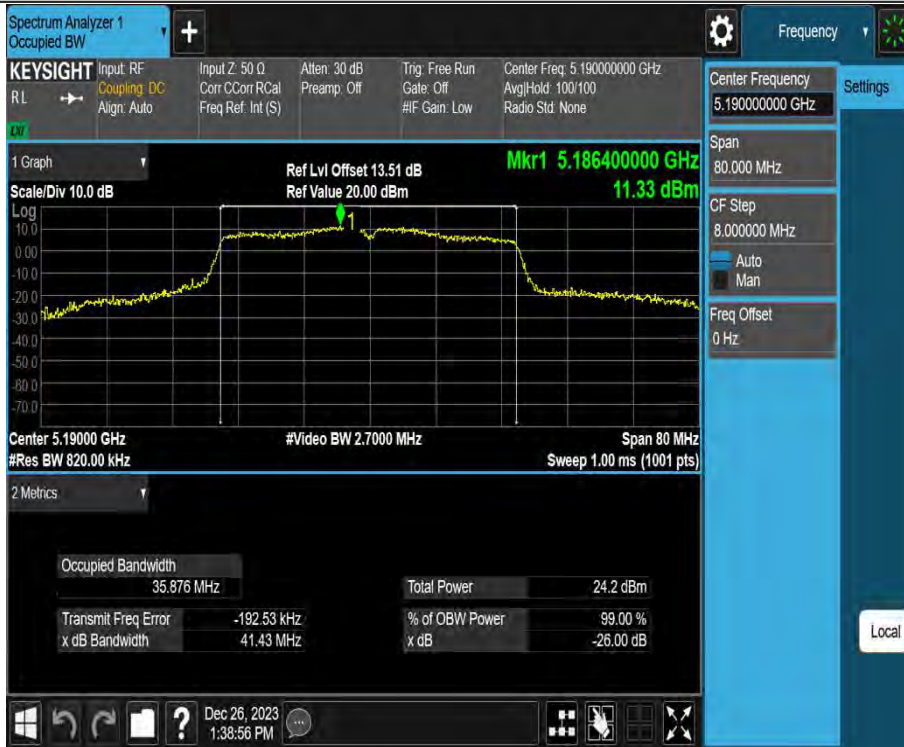 Spectrum Analyzer 1
Occupied BW
+
Frequency
KEYSIGHT
RL
LXI
Input: RF
Coupling: DC
Align: Auto
Input Z: 50 Ω
Corr CCorr RCal
Freq Ref: Int (S)
Atten: 30 dB
Preamp: Off
Trig: Free Run
Gate: Off
#IF Gain: Low
Center Freq: 5.190000000 GHz
Avg|Hold: 100/100
Radio Std: None
Center Frequency
5.190000000 GHz
Settings
Span
80.000 MHz
CF Step
8.000000 MHz
Auto
Man
Freq Offset
0 Hz
1 Graph
Scale/Div 10.0 dB
Ref Lvl Offset 13.51 dB
Ref Value 20.00 dBm
Mkr1 5.186400000 GHz
11.33 dBm
Log
10.0
0.00
-10.0
-20.0
-30.0
-40.0
-50.0
-60.0
-70.0
1
Center 5.19000 GHz
#Res BW 820.00 kHz
#Video BW 2.7000 MHz
Span 80 MHz
Sweep 1.00 ms (1001 pts)
2 Metrics
Occupied Bandwidth
35.876 MHz
Total Power 24.2 dBm
Transmit Freq Error -192.53 kHz
% of OBW Power 99.00 %
x dB Bandwidth 41.43 MHz
x dB -26.00 dB
Local
?
Dec 26, 2023
1:38:56 PM